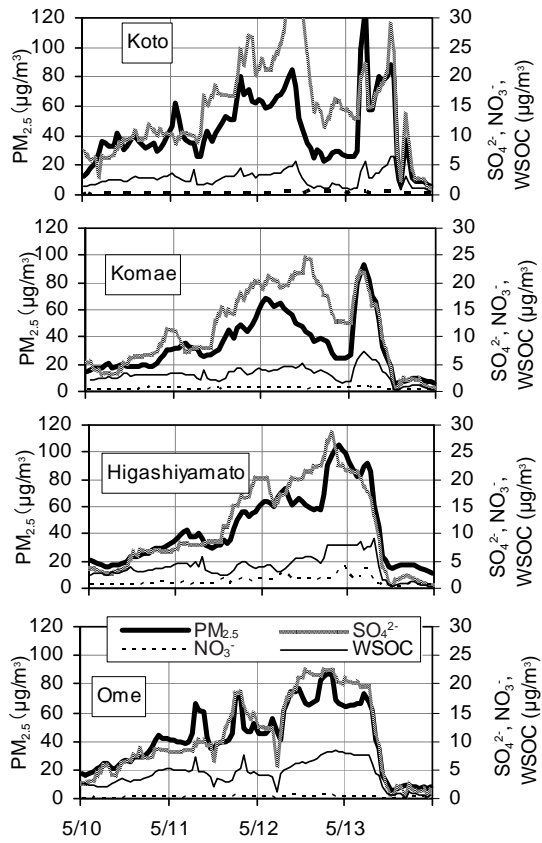 120
100
80
60
40
20
0
PM₂.₅ (µg/m³)
Koto
30
25
20
15
10
5
0
SO₄²⁻, NO₃⁻,
WSOC (µg/m³)
120
100
80
60
40
20
0
PM₂.₅ (µg/m³)
Komae
30
25
20
15
10
5
0
SO₄²⁻, NO₃⁻,
WSOC (µg/m³)
120
100
80
60
40
20
0
PM₂.₅ (µg/m³)
Higashiyamato
30
25
20
15
10
5
0
SO₄²⁻, NO₃⁻,
WSOC (µg/m³)
120
100
80
60
40
20
0
PM₂.₅ (µg/m³)
PM₂.₅ SO₄²⁻
NO₃⁻ WSOC
Ome
30
25
20
15
10
5
0
SO₄²⁻, NO₃⁻,
WSOC (µg/m³)
5/10 5/11 5/12 5/13